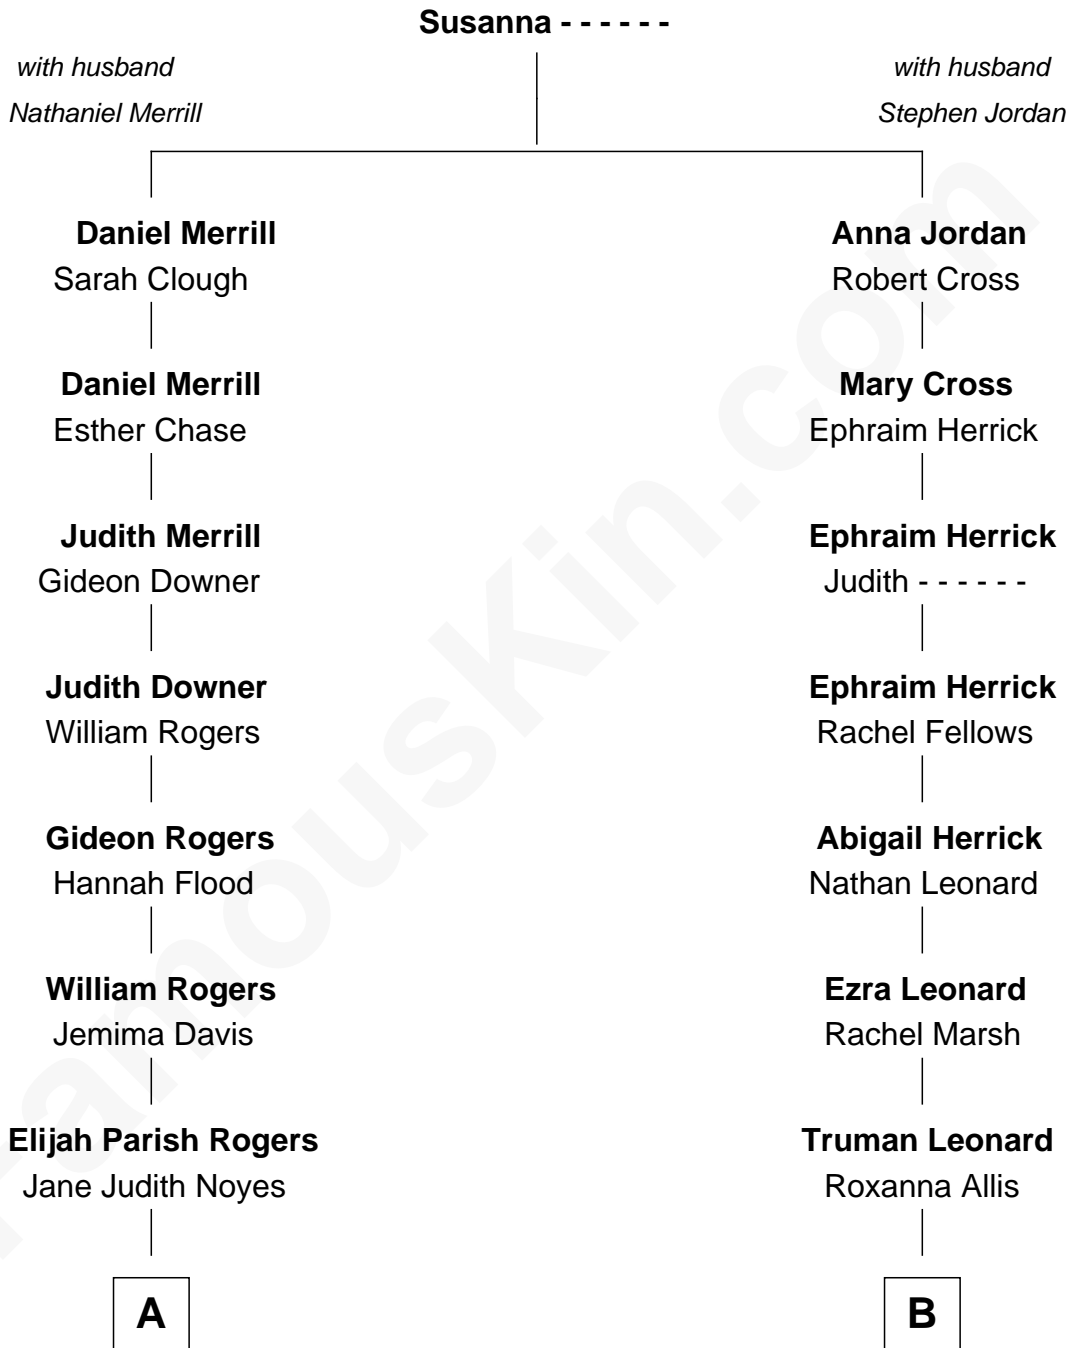 Susanna - - - - - -
with husband
Nathaniel Merrill
with husband
Stephen Jordan
Daniel Merrill
Sarah Clough
Anna Jordan
Robert Cross
Daniel Merrill
Esther Chase
Mary Cross
Ephraim Herrick
Judith Merrill
Gideon Downer
Ephraim Herrick
Judith - - - - - -
Judith Downer
William Rogers
Ephraim Herrick
Rachel Fellows
Gideon Rogers
Hannah Flood
Abigail Herrick
Nathan Leonard
William Rogers
Jemima Davis
Ezra Leonard
Rachel Marsh
Elijah Parish Rogers
Jane Judith Noyes
Truman Leonard
Roxanna Allis
A
B
FamousKin.com